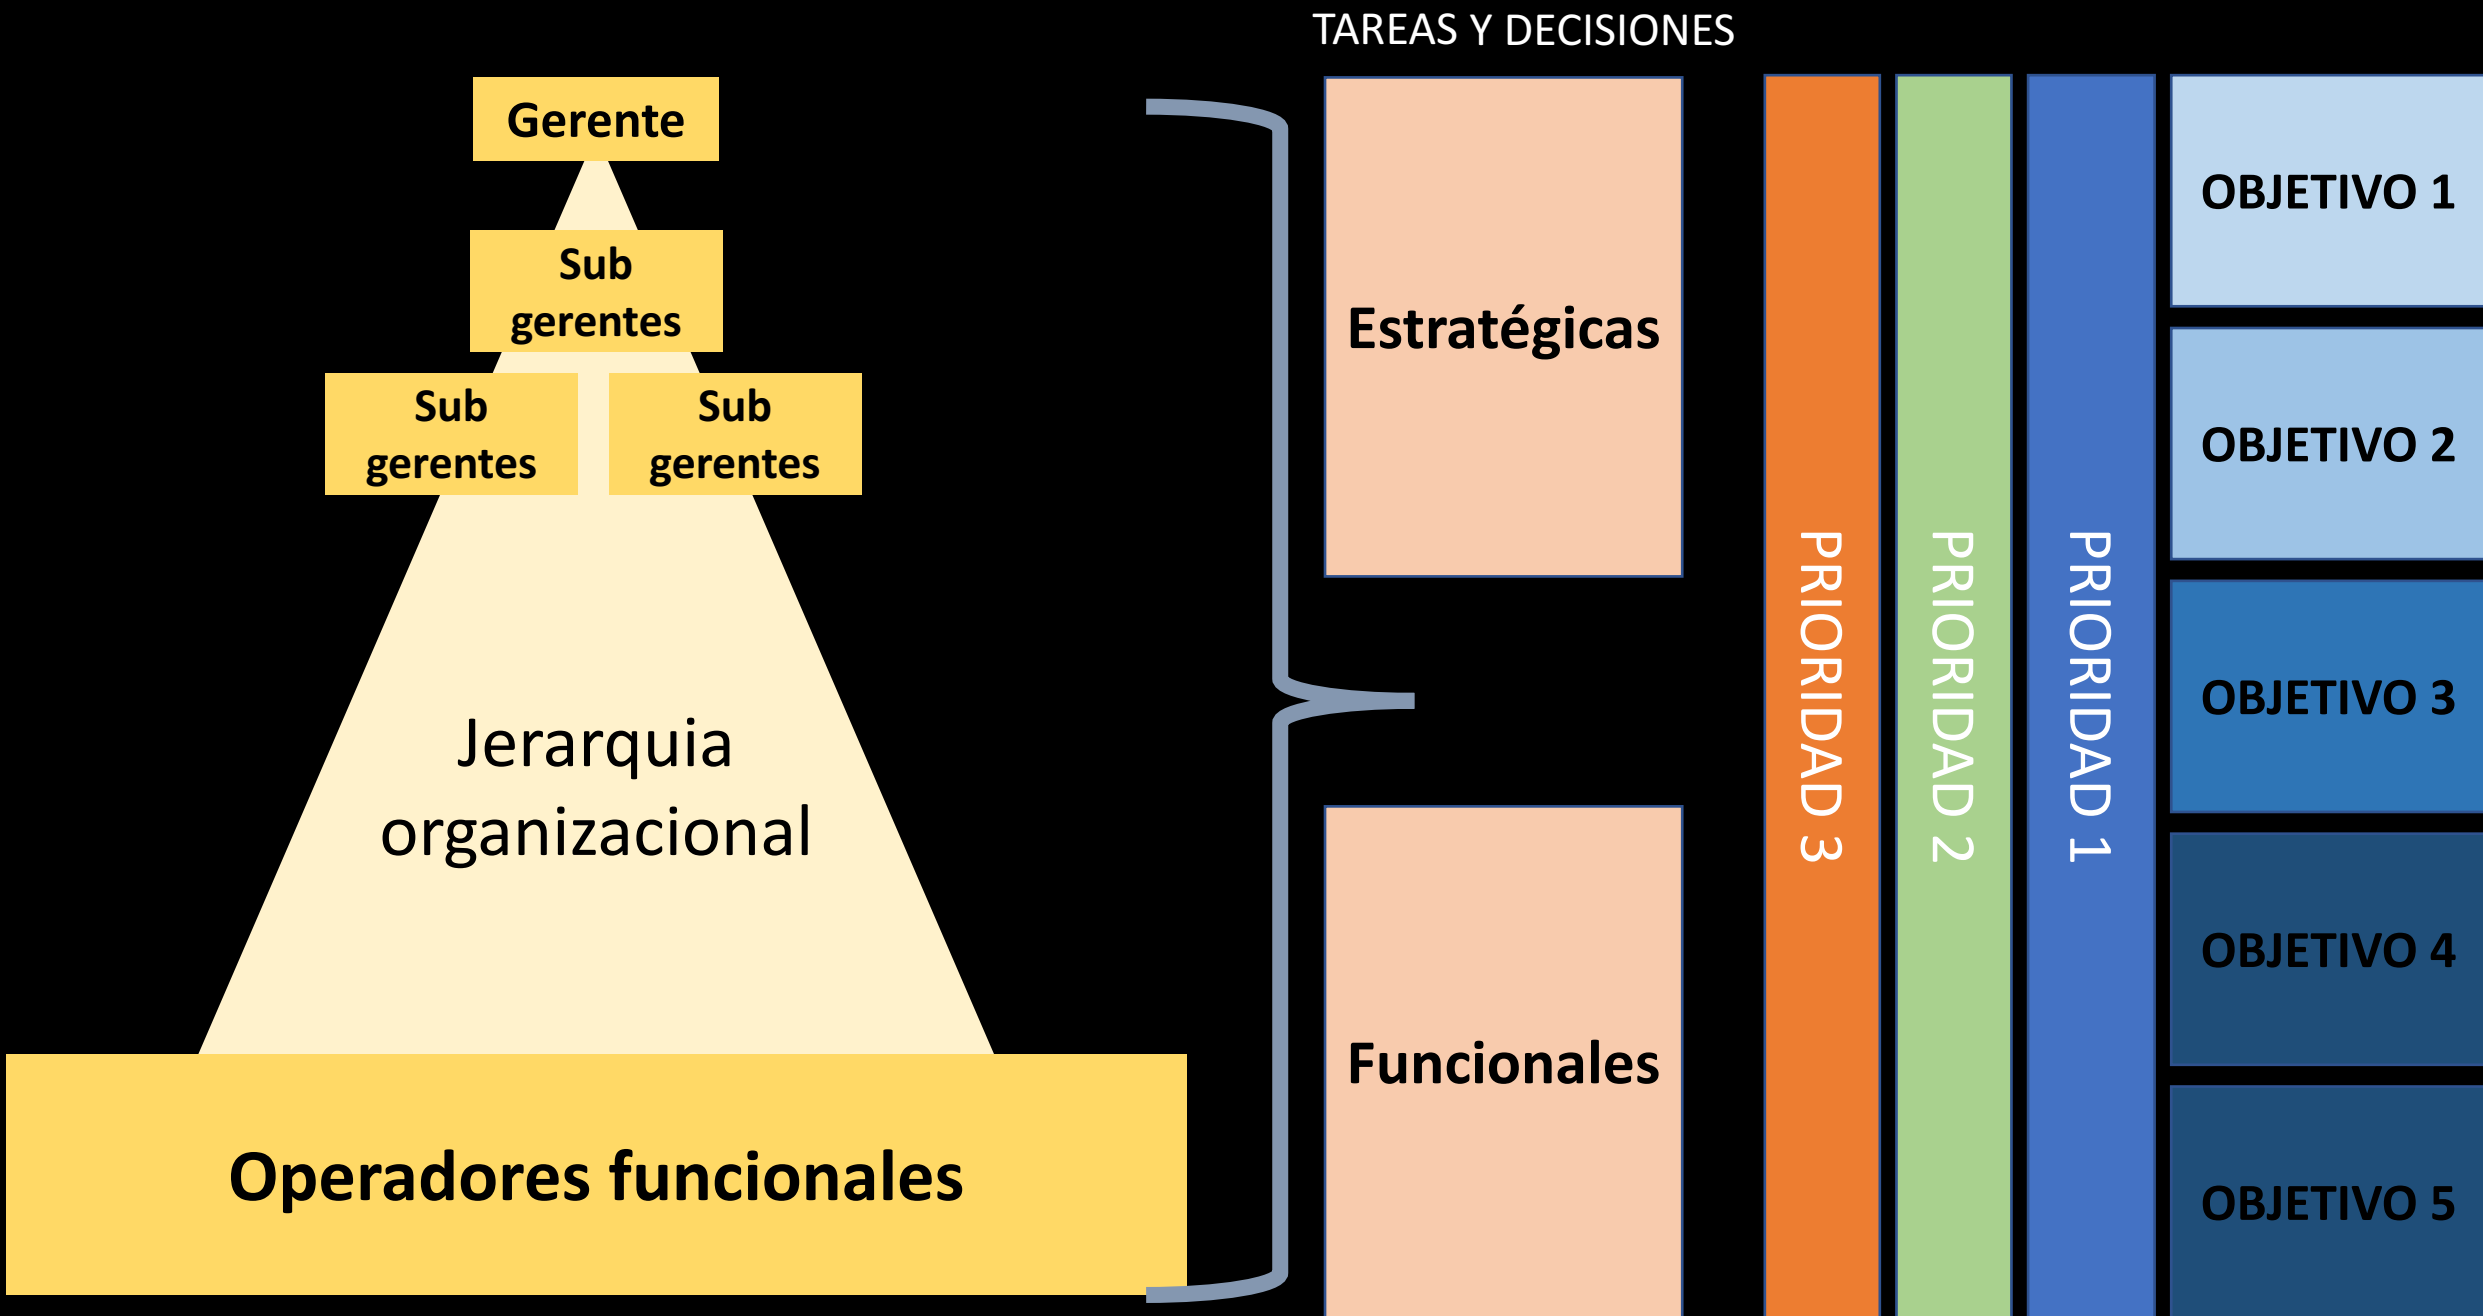 TAREAS Y DECISIONES
Gerente
Sub
gerentes
Sub
gerentes
Sub
gerentes
Jerarquia
organizacional
Operadores funcionales
Estratégicas
Funcionales
PRIORIDAD 3
PRIORIDAD 2
PRIORIDAD 1
OBJETIVO 1
OBJETIVO 2
OBJETIVO 3
OBJETIVO 4
OBJETIVO 5